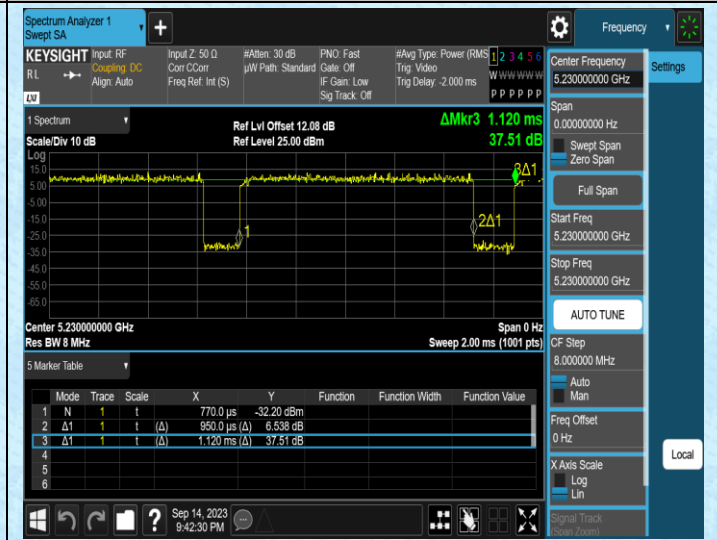 Spectrum Analyzer 1
Swept SA
+
Frequency
KEYSIGHT
RL
LXI
Input: RF
Coupling: DC
Align: Auto
Input Z: 50 Ω
Corr CCorr
Freq Ref: Int (S)
#Atten: 30 dB
µW Path: Standard
PNO: Fast
Gate: Off
IF Gain: Low
Sig Track: Off
#Avg Type: Power (RMS
Trig: Video
Trig Delay: -2.000 ms
1 2 3 4 5 6
W W W W W W
P P P P P P
1 Spectrum
Scale/Div 10 dB
Ref Lvl Offset 12.08 dB
Ref Level 25.00 dBm
ΔMkr3 1.120 ms
37.51 dB
Log
15.0
5.00
-5.00
-15.0
-25.0
-35.0
-45.0
-55.0
-65.0
1
2Δ1
3Δ1
Center 5.230000000 GHz
Res BW 8 MHz
Span 0 Hz
Sweep 2.00 ms (1001 pts)
5 Marker Table
Mode Trace Scale X Y Function Function Width Function Value
1 N 1 t 770.0 µs -32.20 dBm
2 Δ1 1 t (Δ) 950.0 µs (Δ) 6.538 dB
3 Δ1 1 t (Δ) 1.120 ms (Δ) 37.51 dB
4
5
6
?
Sep 14, 2023
9:42:30 PM
Center Frequency
5.230000000 GHz
Span
0.00000000 Hz
Swept Span
Zero Span
Full Span
Start Freq
5.230000000 GHz
Stop Freq
5.230000000 GHz
AUTO TUNE
CF Step
8.000000 MHz
Auto
Man
Freq Offset
0 Hz
X Axis Scale
Log
Lin
Signal Track
(Span Zoom)
Settings
Local